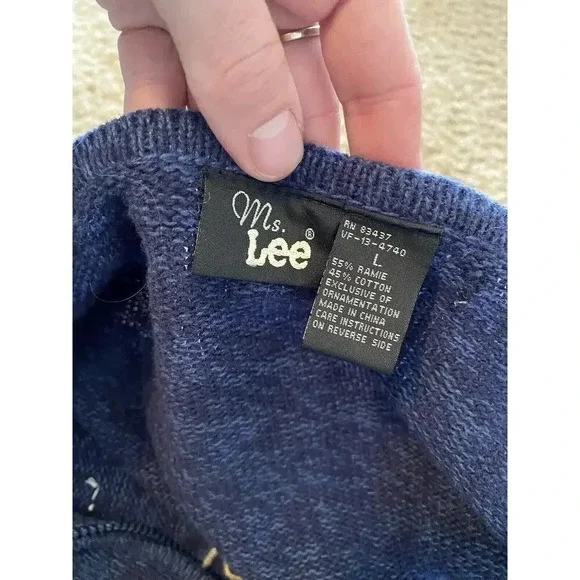 Ms.
Lee®
RN 83437
VF-13-4740
L
55% RAMIE
45% COTTON
EXCLUSIVE OF
ORNAMENTATION
MADE IN CHINA
CARE INSTRUCTIONS
ON REVERSE SIDE